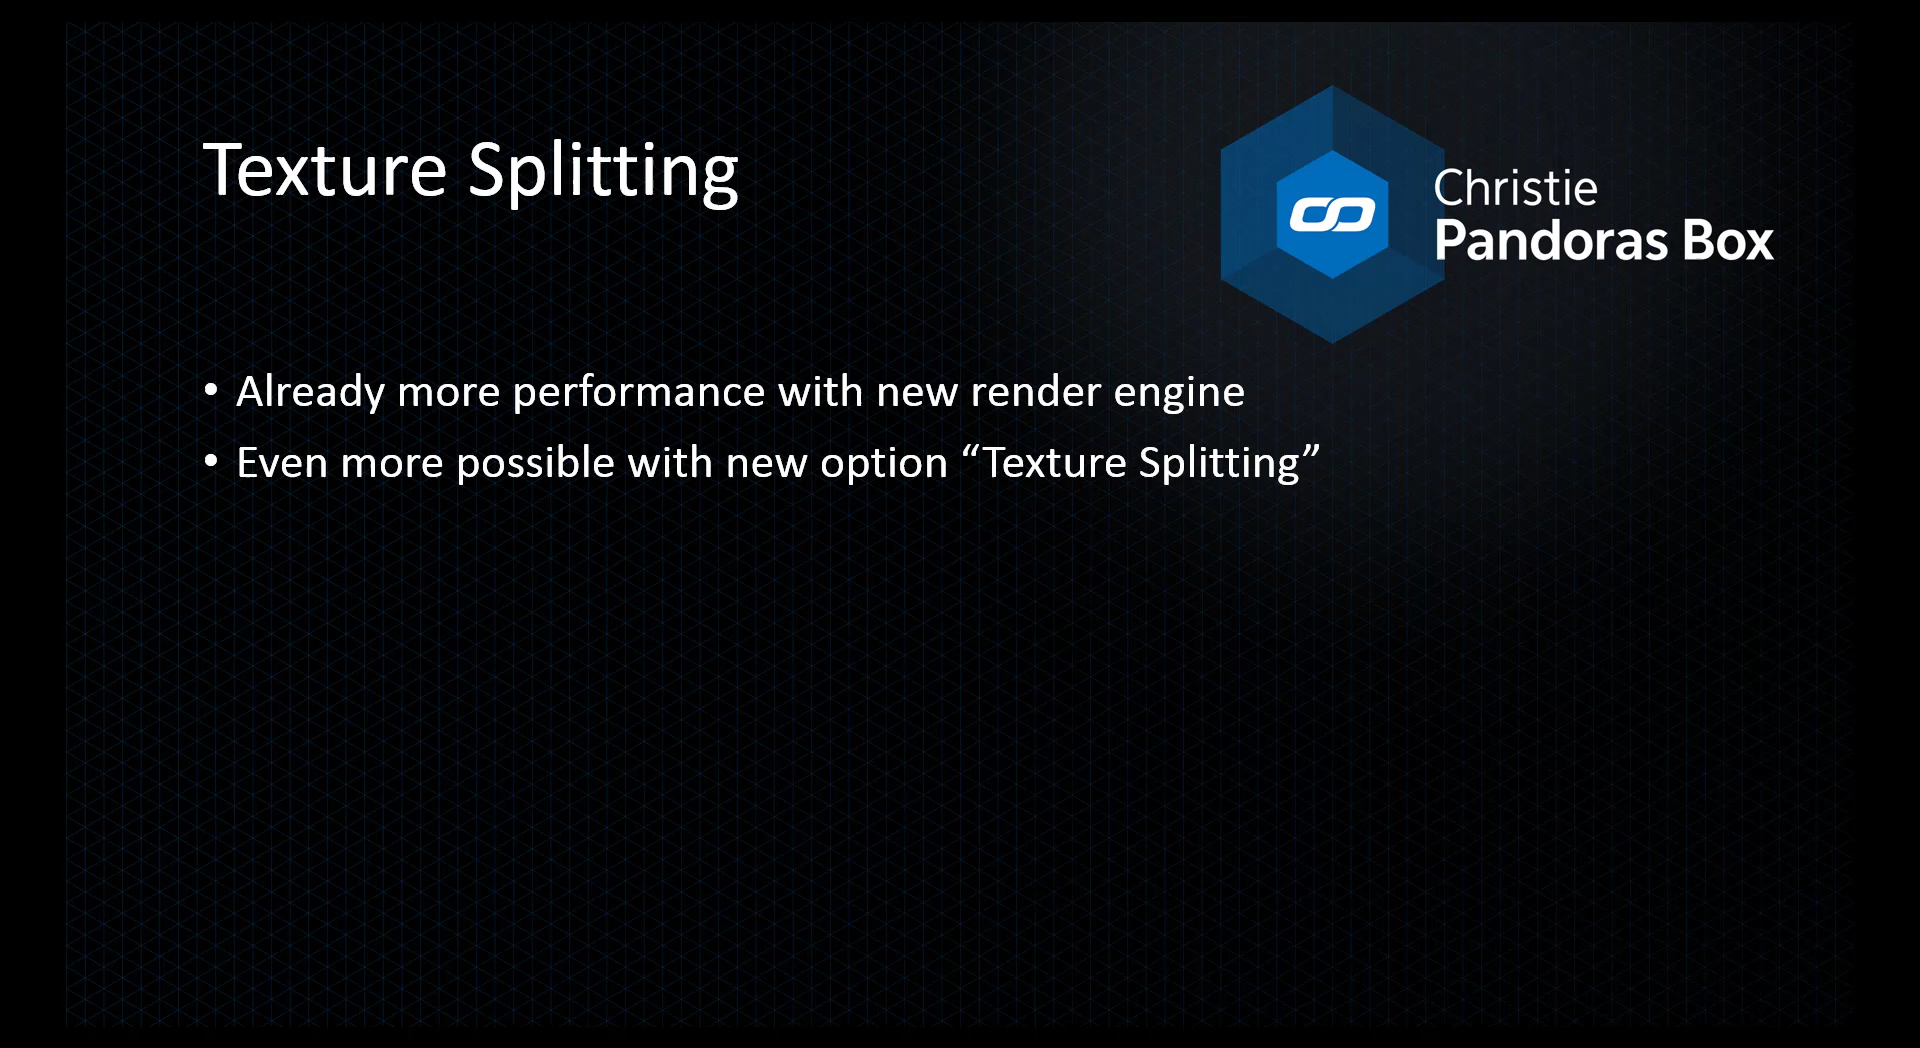 Texture Splitting
Christie
Pandoras Box
• Already more performance with new render engine
• Even more possible with new option “Texture Splitting”